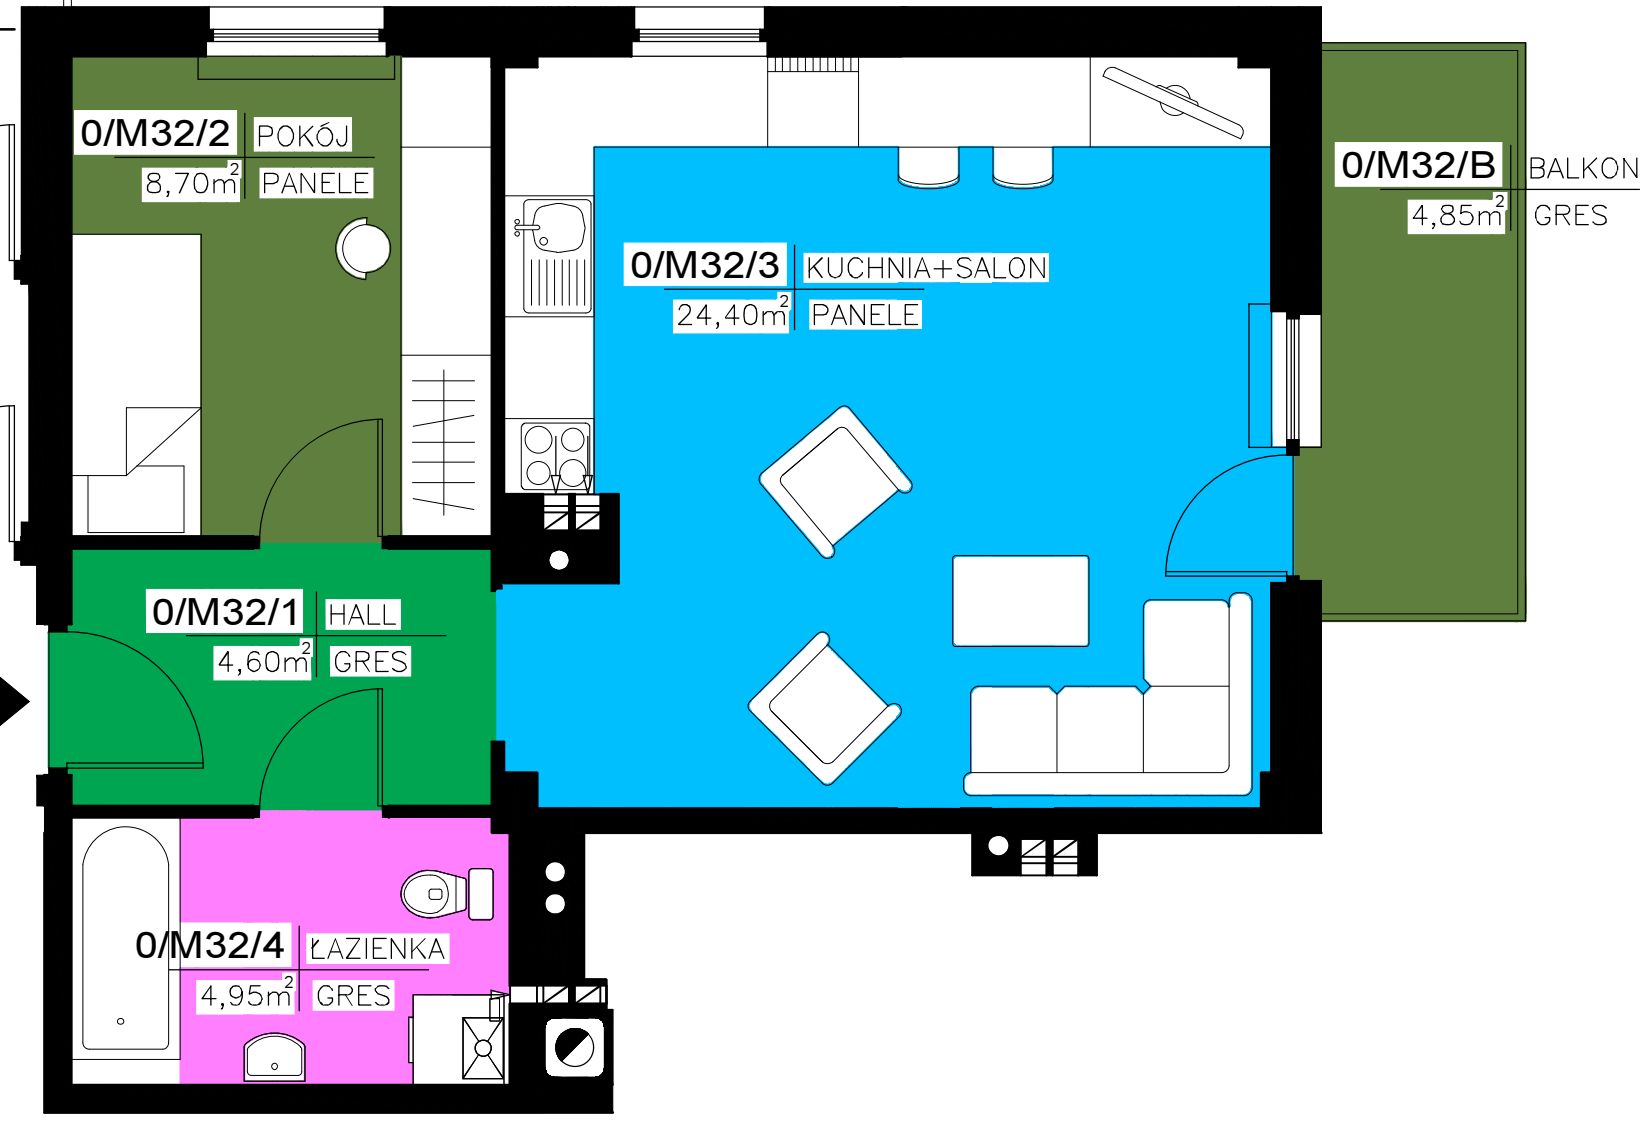 0/M32/2 POKÓJ
8,70m² PANELE
0/M32/B BALKON
4,85m² GRES
0/M32/3 KUCHNIA+SALON
24,40m² PANELE
0/M32/1 HALL
4,60m² GRES
0/M32/4 ŁAZIENKA
4,95m² GRES